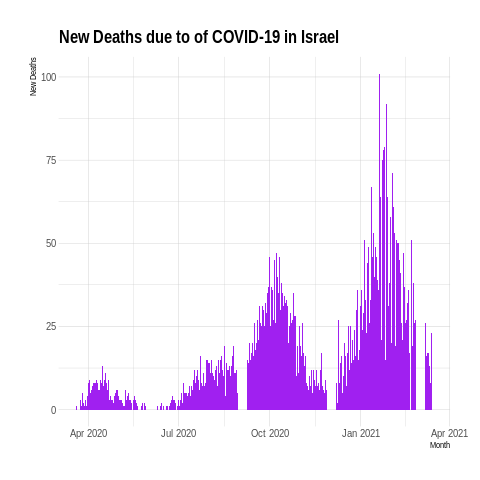 New Deaths due to of COVID-19 in Israel
New Deaths
100
75
50
25
0
Apr 2020
Jul 2020
Oct 2020
Jan 2021
Apr 2021
Month